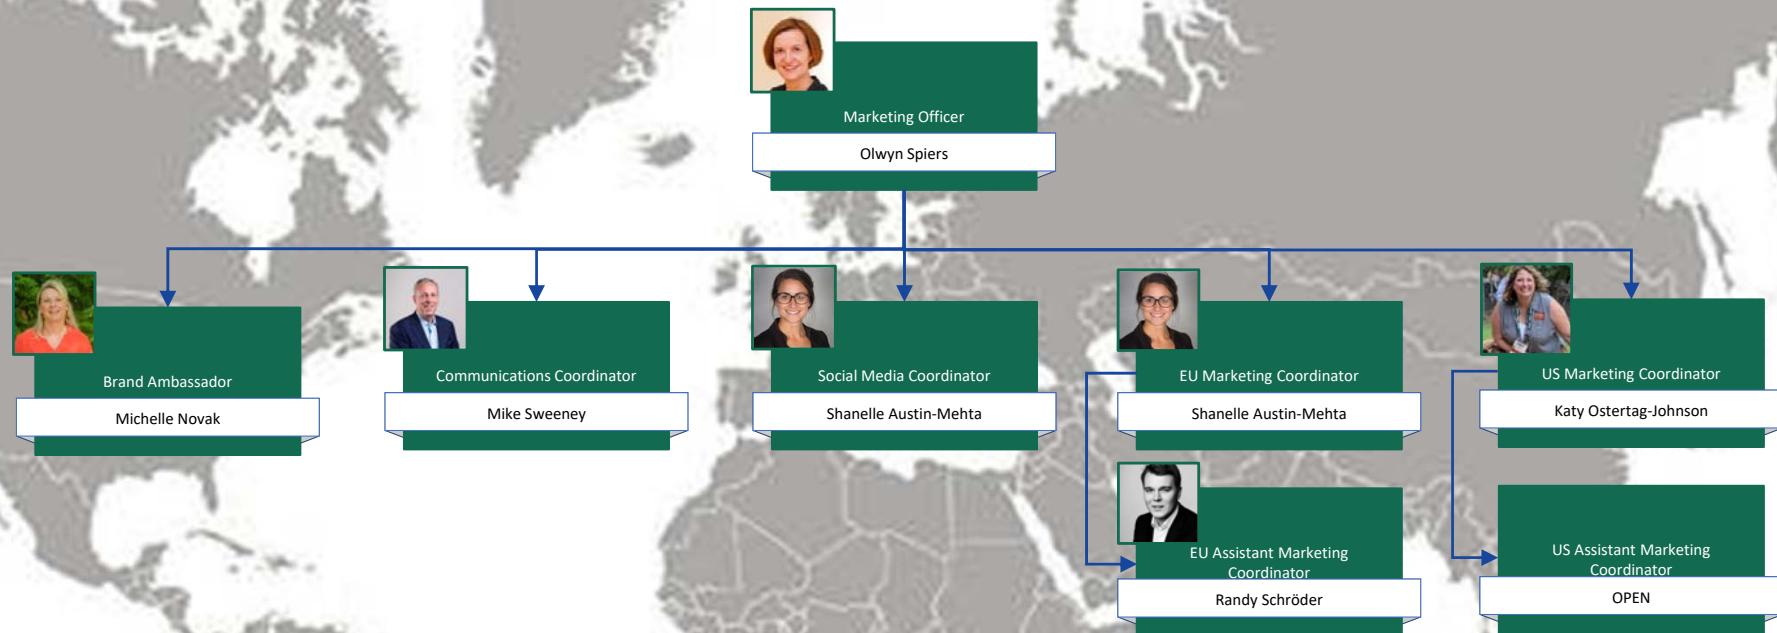 Marketing Officer
Olwyn Spiers
Brand Ambassador
Michelle Novak
Communications Coordinator
Mike Sweeney
Social Media Coordinator
Shanelle Austin-Mehta
EU Marketing Coordinator
Shanelle Austin-Mehta
US Marketing Coordinator
Katy Ostertag-Johnson
EU Assistant Marketing
Coordinator
Randy Schröder
US Assistant Marketing
Coordinator
OPEN